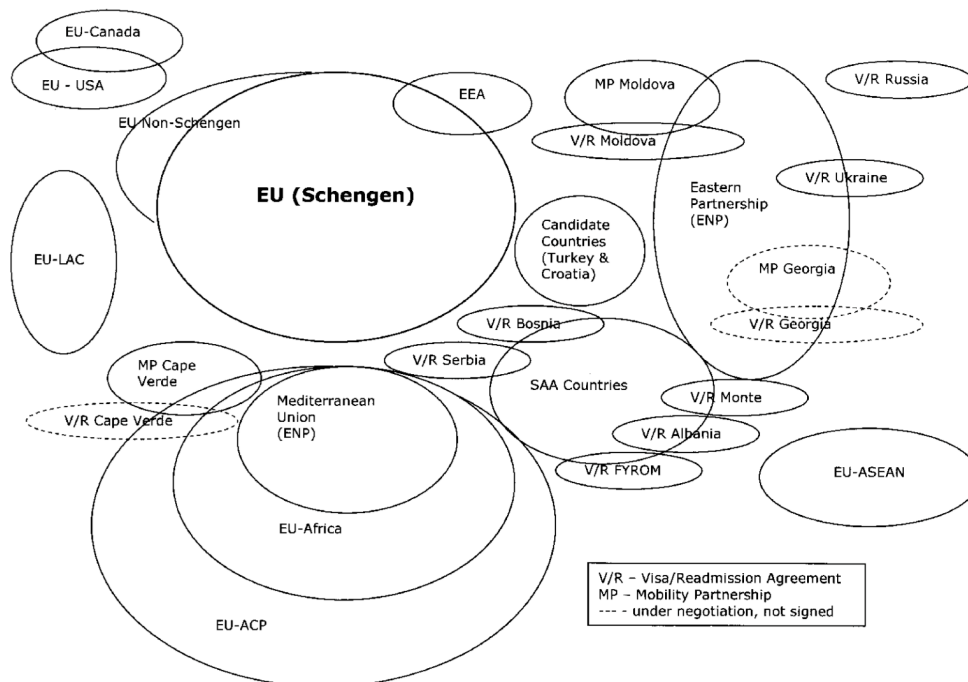 EU-Canada
EU - USA
EU Non-Schengen
EEA
MP Moldova
V/R Russia
V/R Moldova
EU (Schengen)
Eastern
Partnership
(ENP)
V/R Ukraine
Candidate
Countries
(Turkey &
Croatia)
EU-LAC
MP Georgia
V/R Bosnia
V/R Georgia
MP Cape
Verde
V/R Serbia
SAA Countries
Mediterranean
Union
(ENP)
V/R Monte
V/R Cape Verde
V/R Albania
V/R FYROM
EU-ASEAN
EU-Africa
V/R – Visa/Readmission Agreement
MP – Mobility Partnership
--- - under negotiation, not signed
EU-ACP